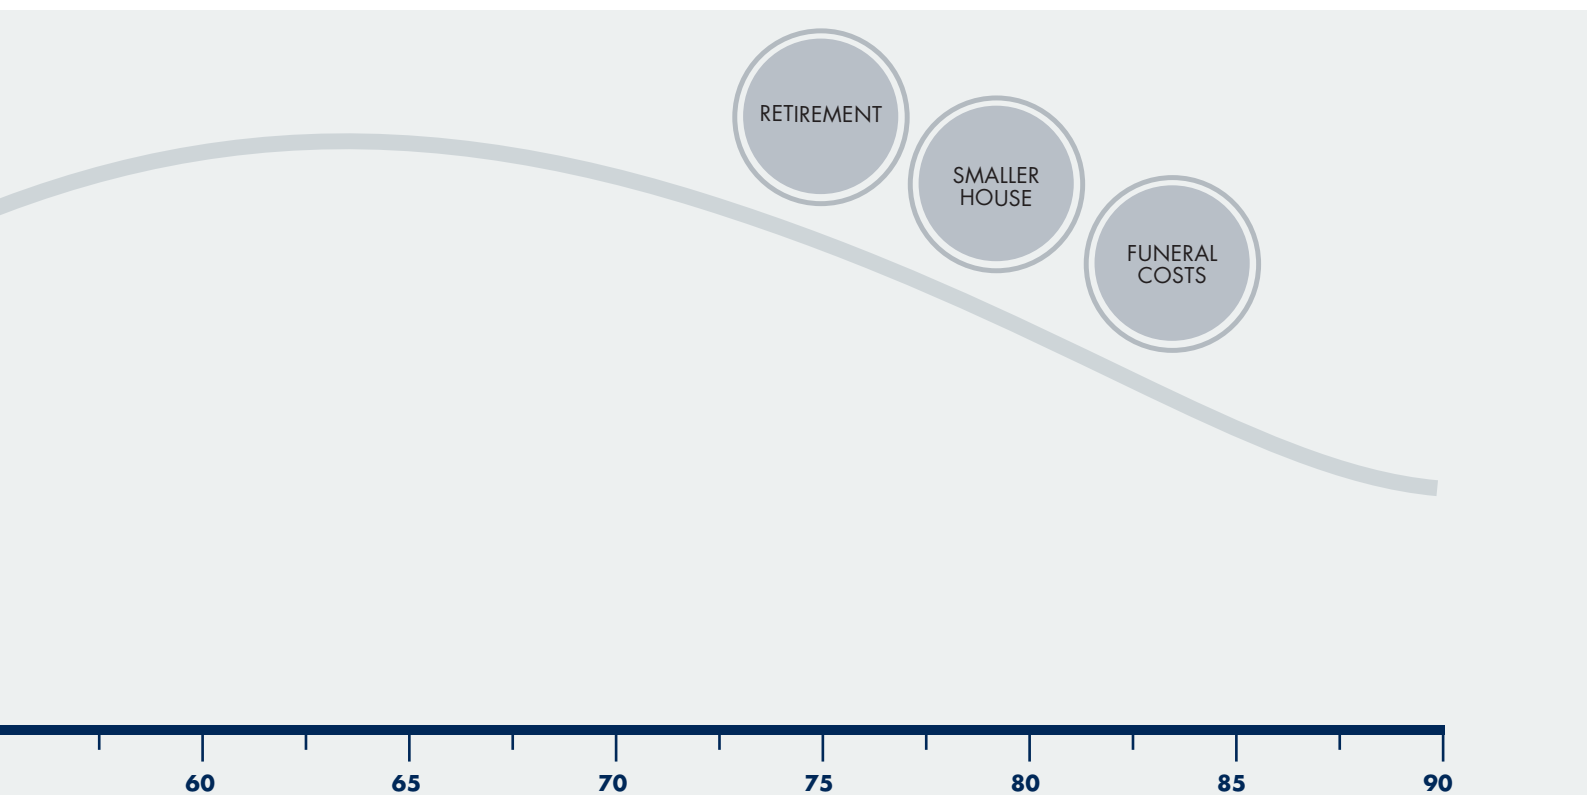 RETIREMENT
SMALLER
HOUSE
FUNERAL
COSTS
60 65 70 75 80 85 90